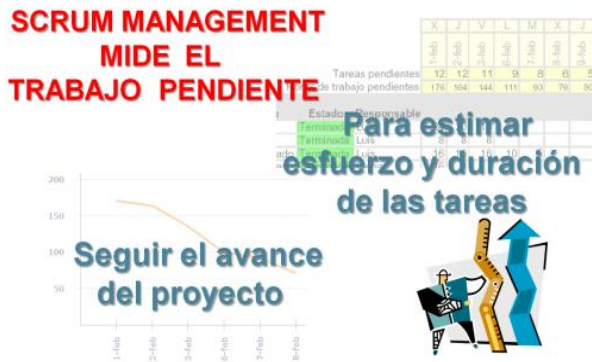 SCRUM MANAGEMENT
MIDE EL
TRABAJO PENDIENTE
X J V L M X J
1-feb 2-feb 3-feb 6-feb 7-feb 8-feb
Tareas pendientes 12 12 11 9 8 6 5
de trabajo pendientes 176 164 144 111 93 76
Estado Responsable
Terminada
Terminada Luis
Terminada Luis
Para estimar
esfuerzo y duración
de las tareas
200
150
100
50
Seguir el avance
del proyecto
1-feb 2-feb 3-feb 6-feb 7-feb 8-feb